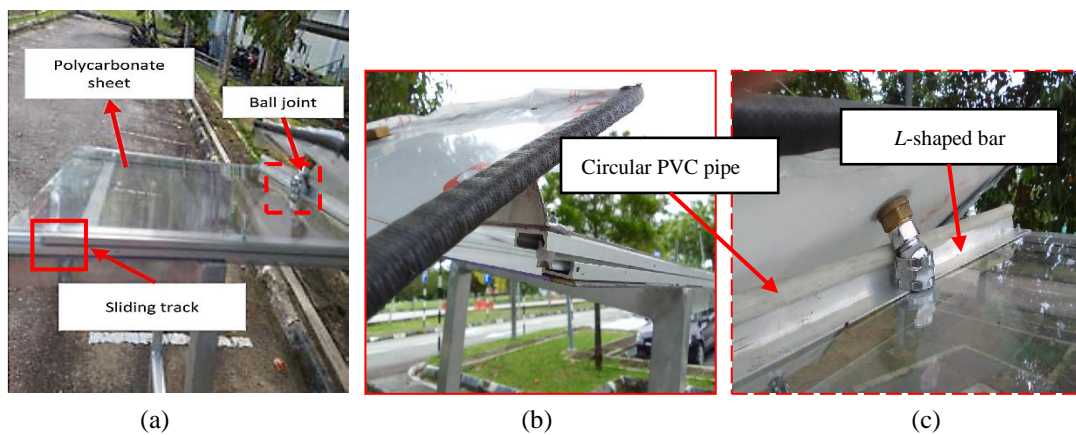 Polycarbonate
sheet
Ball joint
Sliding track
Circular PVC pipe
L-shaped bar
(a)
(b)
(c)